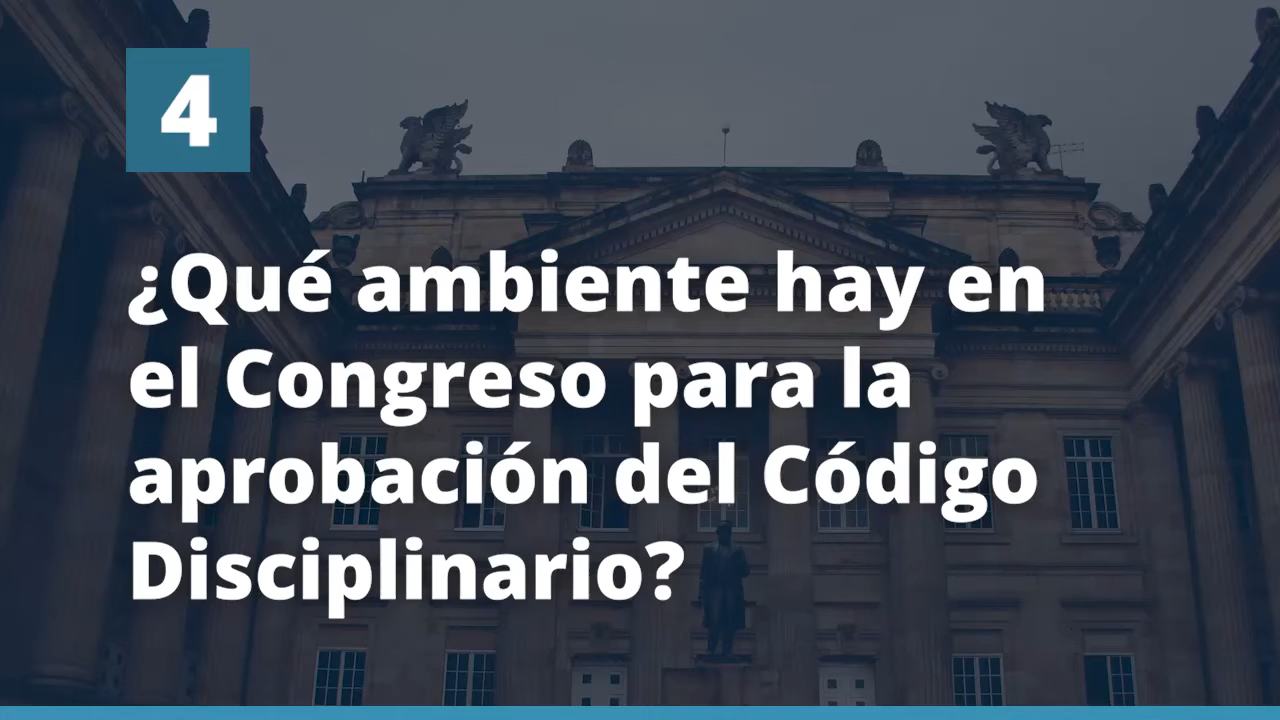 4
¿Qué ambiente hay en
el Congreso para la
aprobación del Código
Disciplinario?